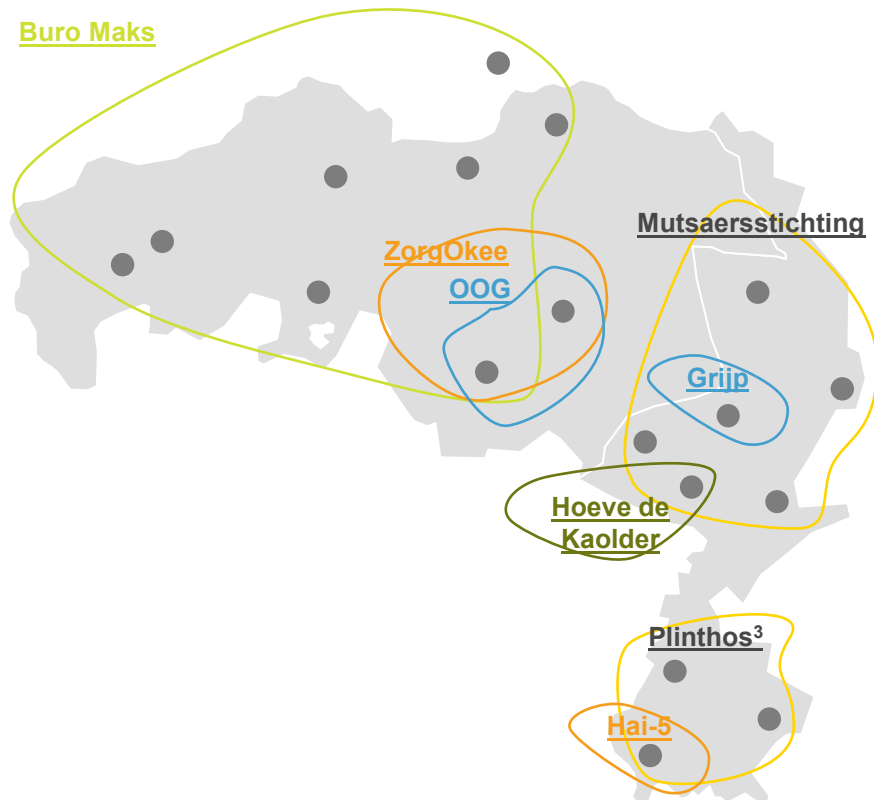 Buro Maks
Mutsaersstichting
ZorgOkee
OOG
Grijp
Hoeve de
Kaolder
Plinthos³
Hai-5